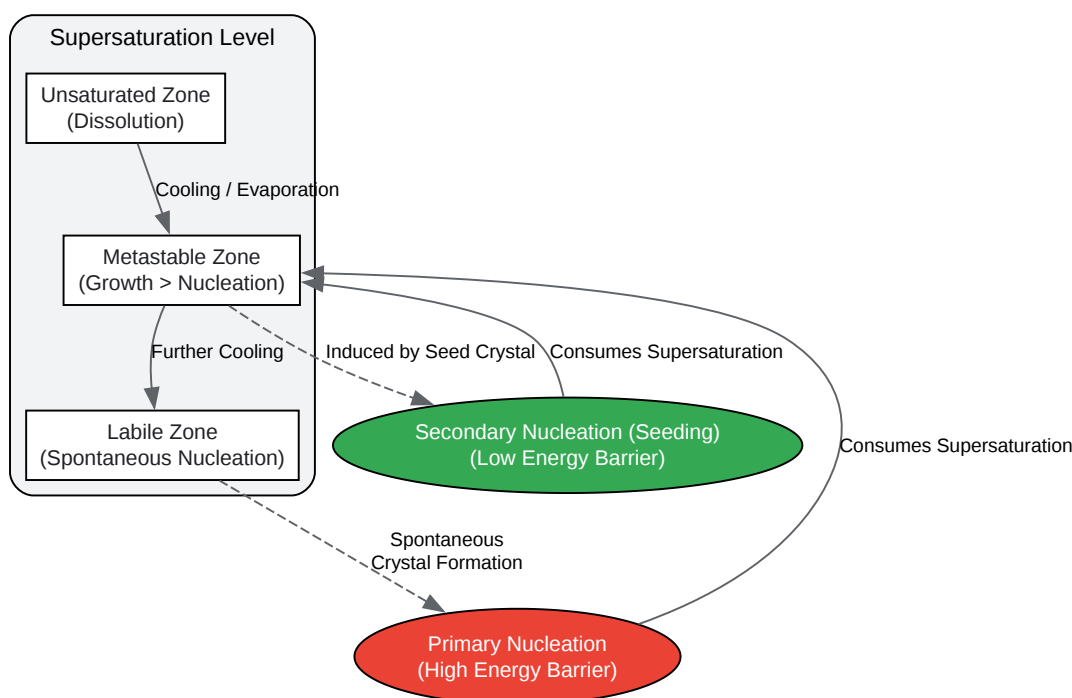 Supersaturation Level
Unsaturated Zone
(Dissolution)
Cooling / Evaporation
Metastable Zone
(Growth > Nucleation)
Further Cooling
Induced by Seed Crystal
Consumes Supersaturation
Labile Zone
(Spontaneous Nucleation)
Secondary Nucleation (Seeding)
(Low Energy Barrier)
Consumes Supersaturation
Spontaneous
Crystal Formation
Primary Nucleation
(High Energy Barrier)